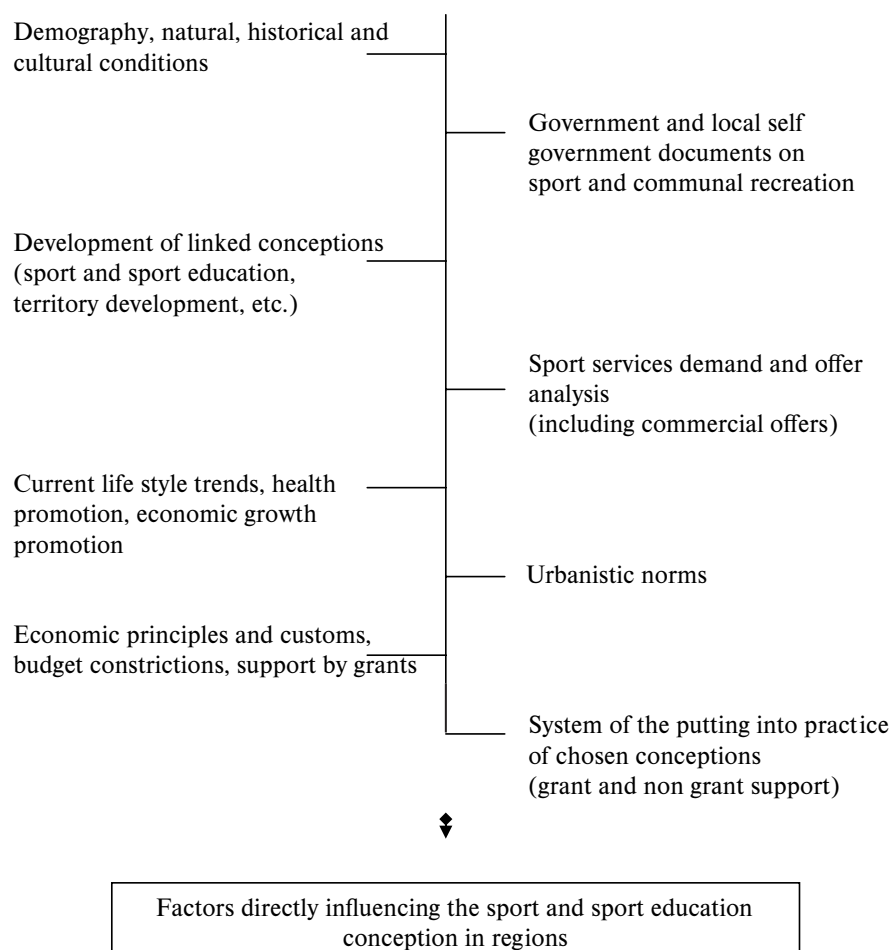 Demography, natural, historical and
cultural conditions
Government and local self
government documents on
sport and communal recreation
Development of linked conceptions
(sport and sport education,
territory development, etc.)
Sport services demand and offer
analysis
(including commercial offers)
Current life style trends, health
promotion, economic growth
promotion
Urbanistic norms
Economic principles and customs,
budget constrictions, support by grants
System of the putting into practice
of chosen conceptions
(grant and non grant support)
Factors directly influencing the sport and sport education
conception in regions